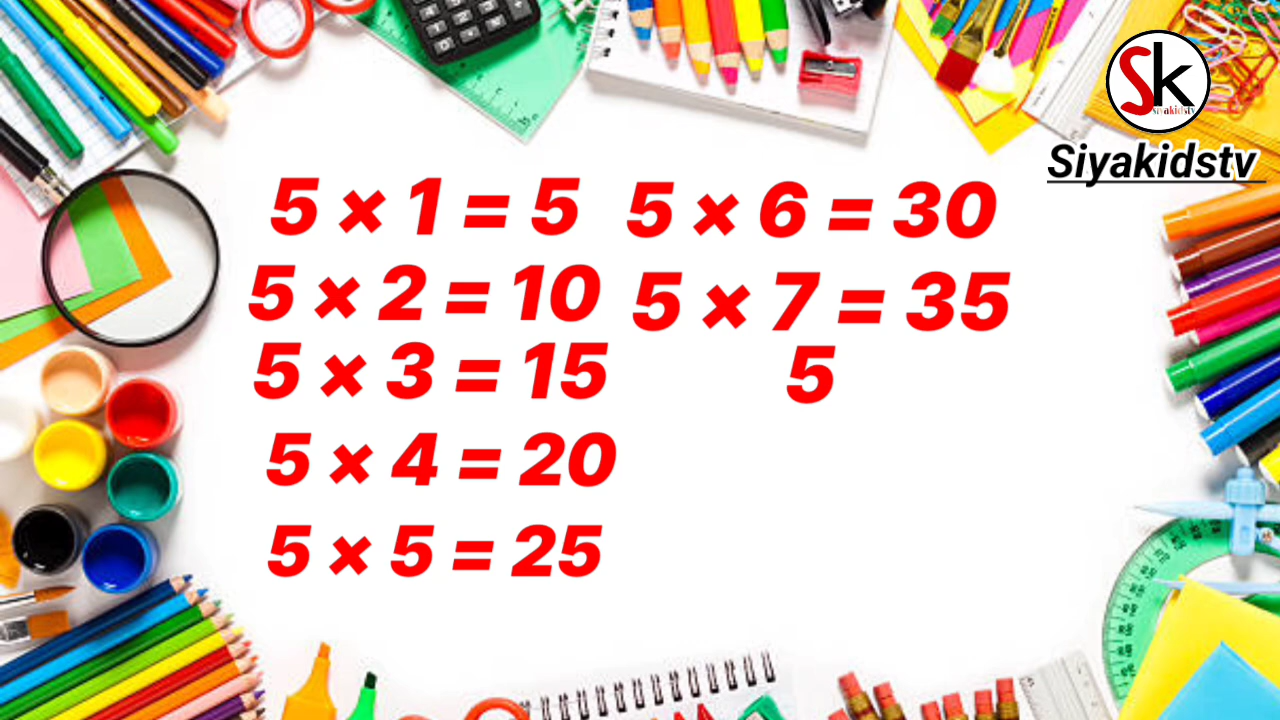 5 × 1 = 5
5 × 2 = 10
5 × 3 = 15
5 × 4 = 20
5 × 5 = 25
5 × 6 = 30
5 × 7 = 35
5
Sk
siyakidstv
Siyakidstv